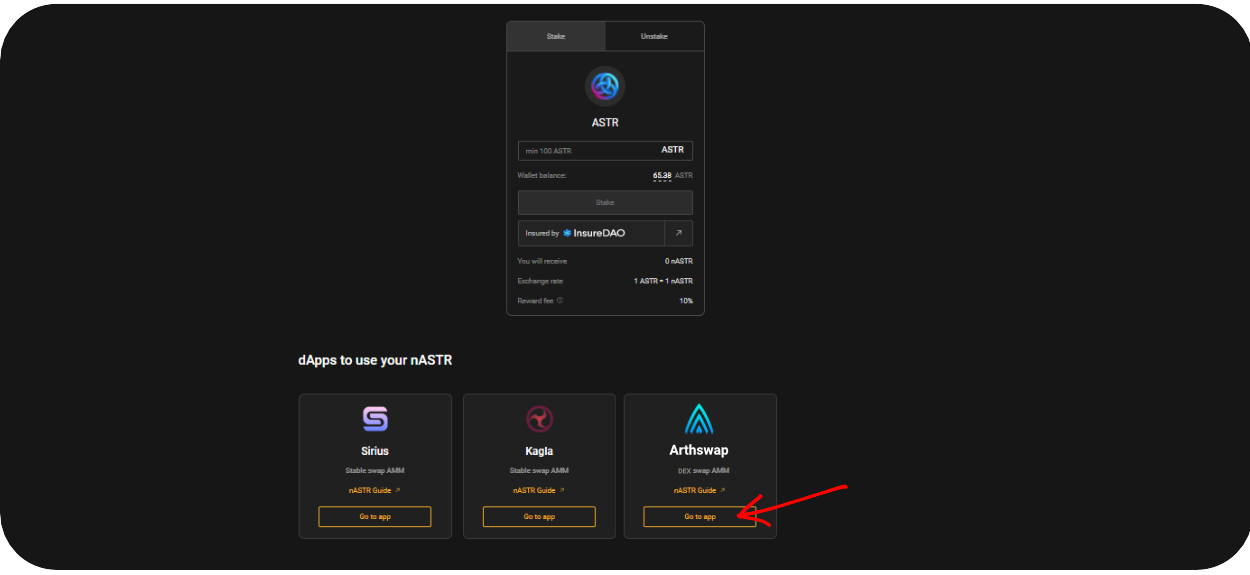 Stake Unstake
ASTR
min 100 ASTR ASTR
Wallet balance: 65.38 ASTR
Stake
Insured by InsureDAO
You will receive 0 nASTR
Exchange rate 1 ASTR = 1 nASTR
Reward fee 10%
dApps to use your nASTR
Sirius
Stable swap AMM
nASTR Guide
Go to app
Kagla
Stable swap AMM
nASTR Guide
Go to app
Arthswap
DEX swap AMM
nASTR Guide
Go to app